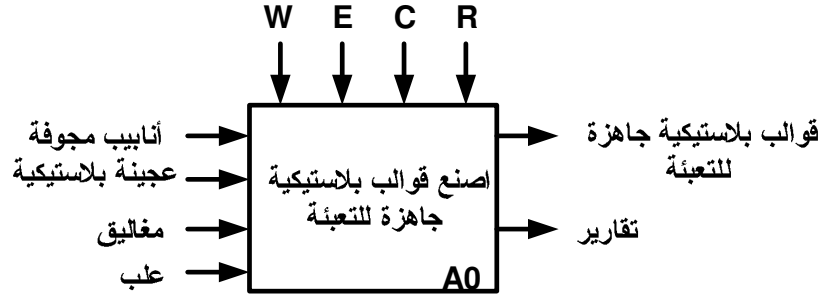 W E C R
أنابيب مجوفة
عجينة بلاستيكية
مغاليق
علب
اصنع قوالب بلاستيكية
جاهزة للتعبئة
A0
قوالب بلاستيكية جاهزة
للتعبئة
تقارير